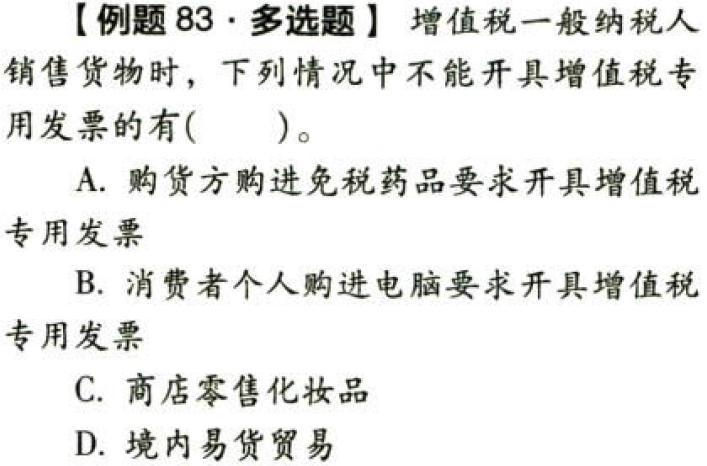 【例题 83·多选题】 增值税一般纳税人
销售货物时，下列情况中不能开具增值税专
用发票的有(　　)。
A. 购货方购进免税药品要求开具增值税
专用发票
B. 消费者个人购进电脑要求开具增值税
专用发票
C. 商店零售化妆品
D. 境内易货贸易